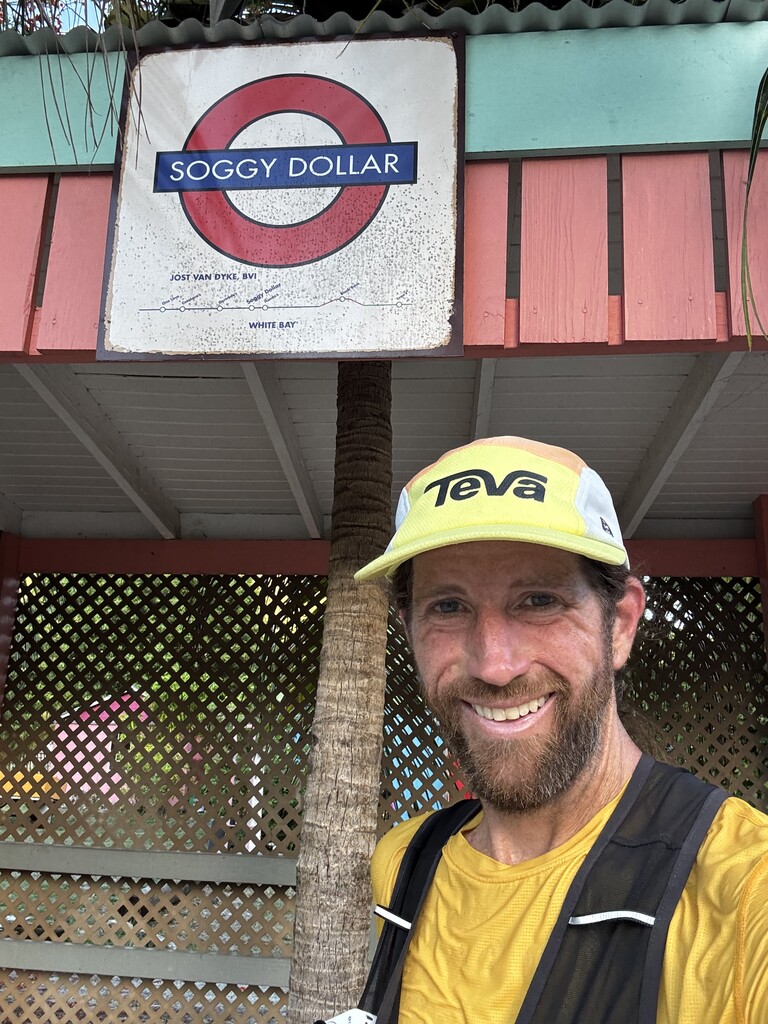 SOGGY DOLLAR
JOST VAN DYKE, BVI
Soggy Dollar
WHITE BAY
Teva